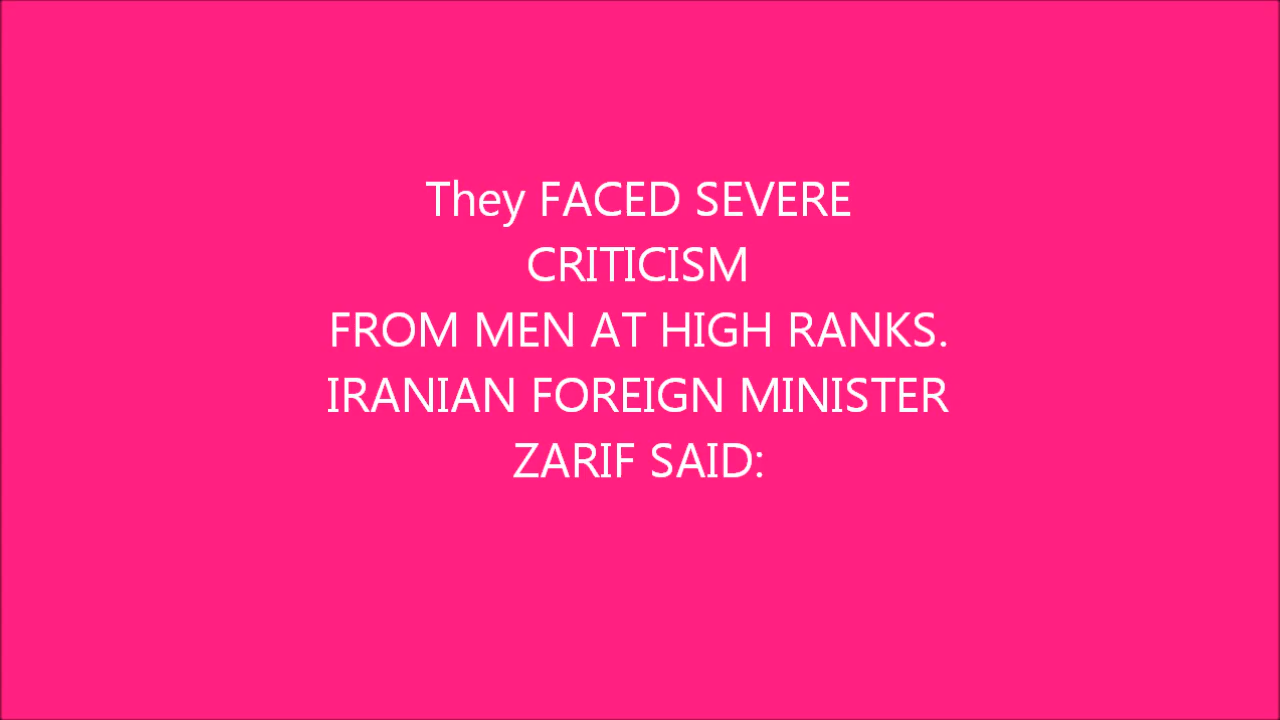 They FACED SEVERE
CRITICISM
FROM MEN AT HIGH RANKS.
IRANIAN FOREIGN MINISTER
ZARIF SAID: